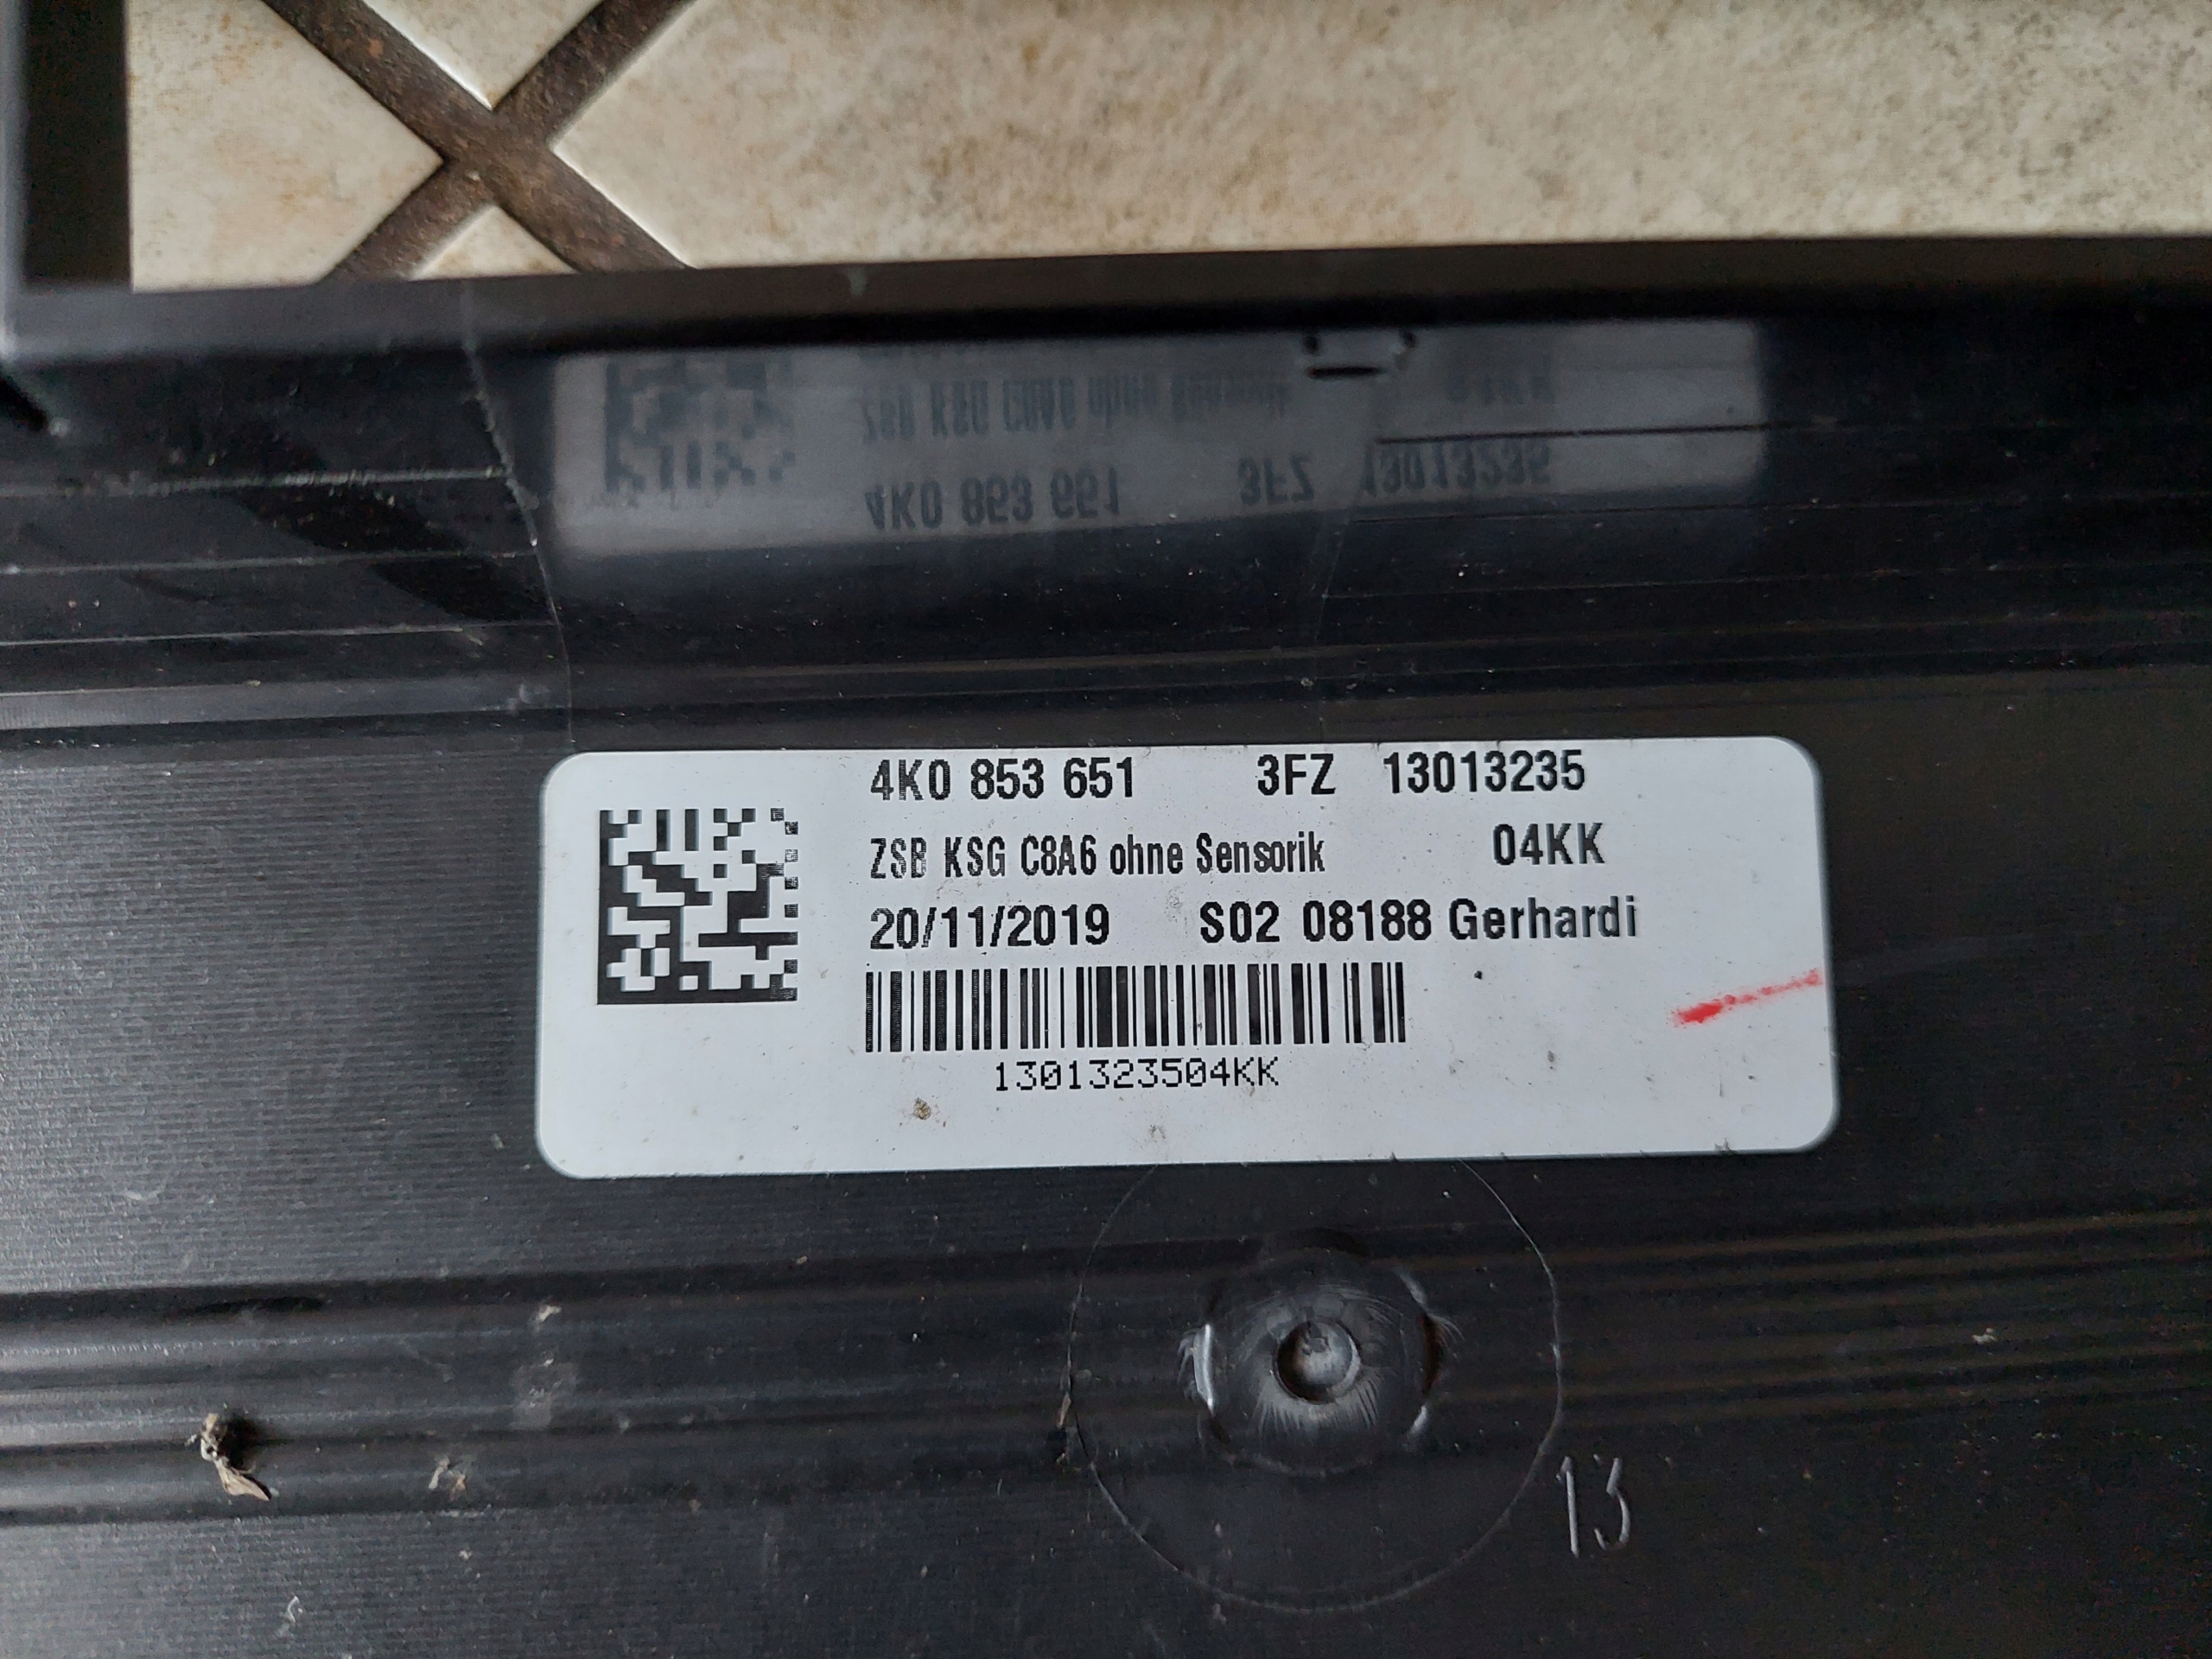 4K0 853 651 3FZ 13013235
ZSB KSG C8A6 ohne Sensorik 04KK
20/11/2019 S02 08188 Gerhardi
1301323504KK
13